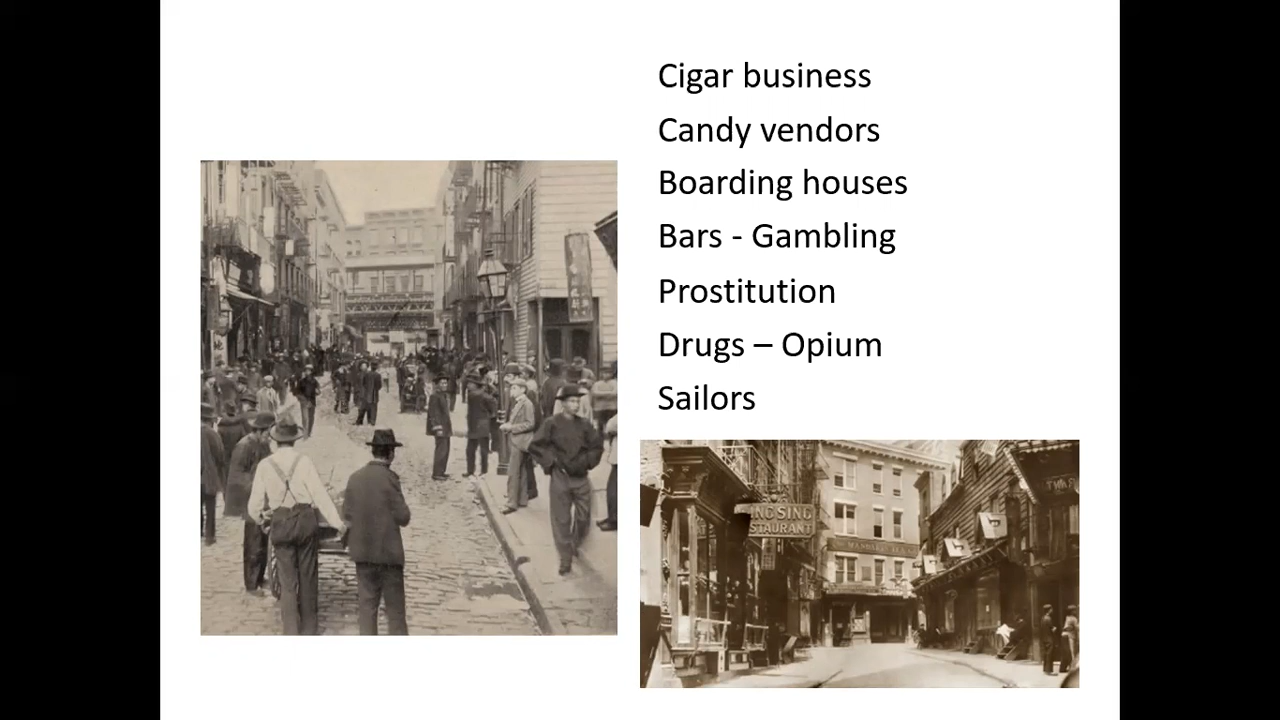 Cigar business
Candy vendors
Boarding houses
Bars - Gambling
Prostitution
Drugs – Opium
Sailors